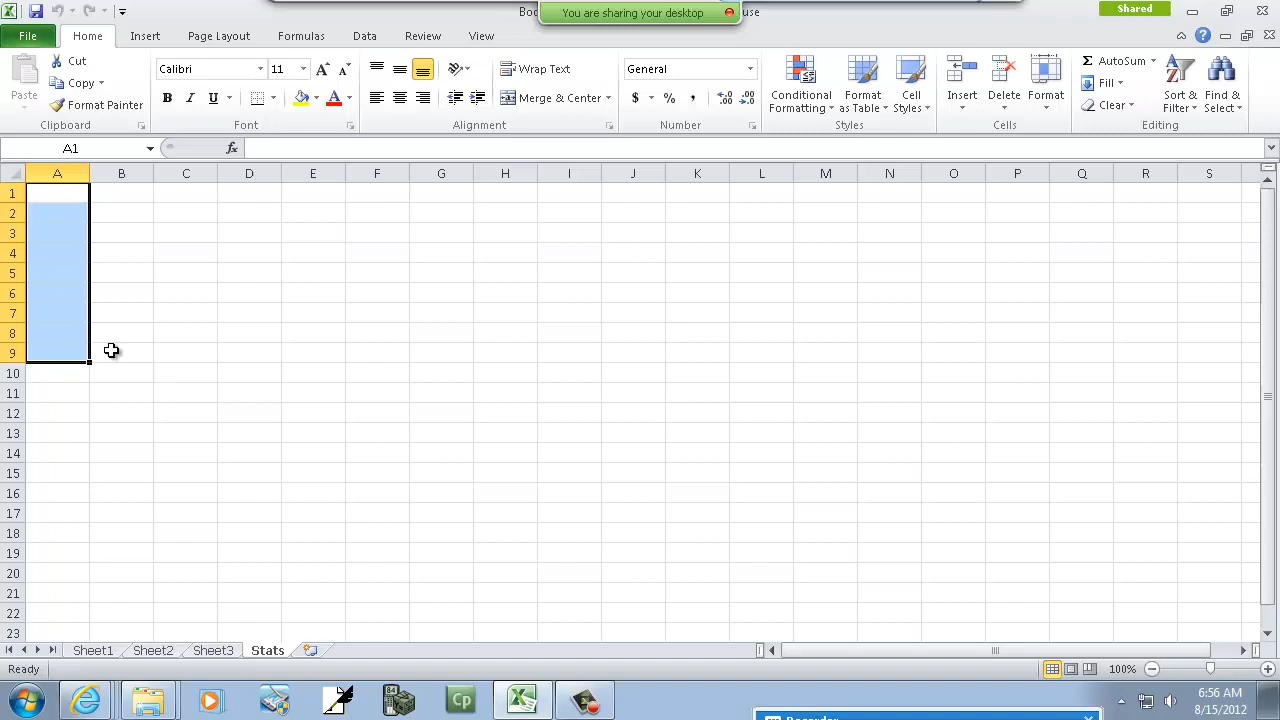 Boo
You are sharing your desktop
use
Shared
File
Home
Insert
Page Layout
Formulas
Data
Review
View
Paste
Cut
Copy
Format Painter
Clipboard
Calibri
11
B I U
Font
Wrap Text
Merge & Center
Alignment
General
$ % ,
Number
Conditional Formatting
Format as Table
Cell Styles
Styles
Insert
Delete
Format
Cells
AutoSum
Fill
Clear
Sort & Filter
Find & Select
Editing
A1
fx
A B C D E F G H I J K L M N O P Q R S
1
2
3
4
5
6
7
8
9
10
11
12
13
14
15
16
17
18
19
20
21
22
23
Sheet1 Sheet2 Sheet3 Stats
Ready
100%
Cp
6:56 AM
8/15/2012